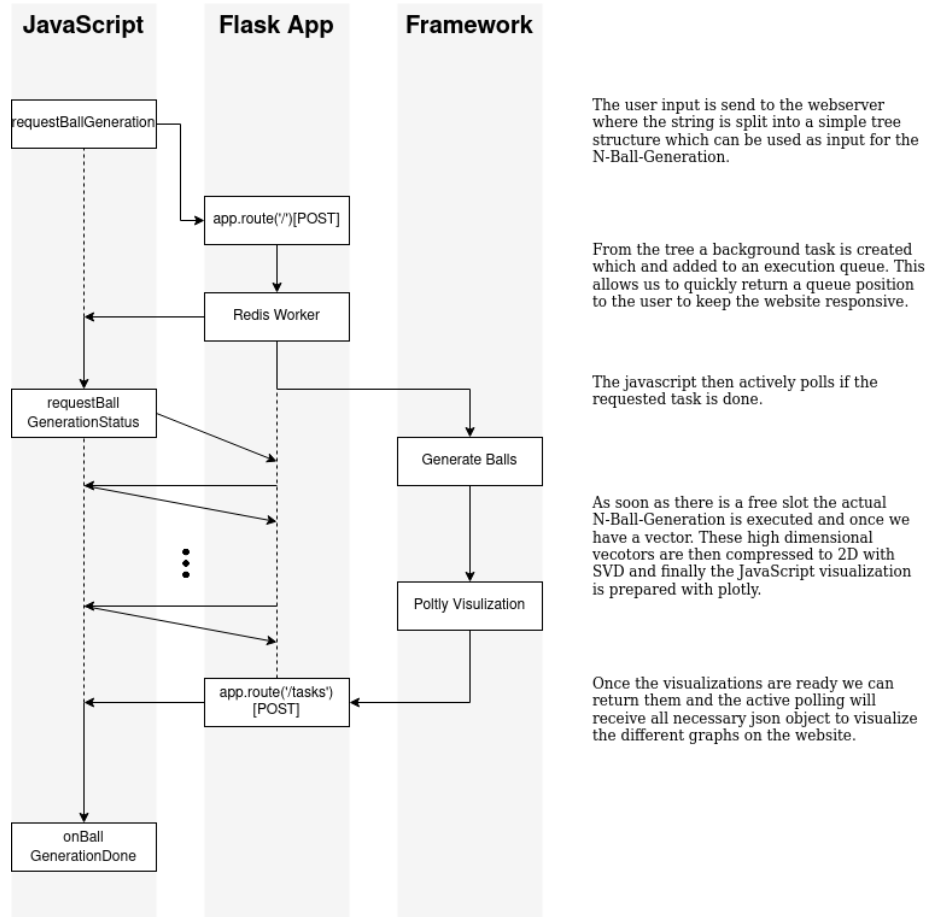 JavaScript
Flask App
Framework
requestBallGeneration
The user input is send to the webserver
where the string is split into a simple tree
structure which can be used as input for the
N-Ball-Generation.
app.route('/')[POST]
From the tree a background task is created
which and added to an execution queue. This
allows us to quickly return a queue position
to the user to keep the website responsive.
Redis Worker
The javascript then actively polls if the
requested task is done.
requestBall
GenerationStatus
Generate Balls
As soon as there is a free slot the actual
N-Ball-Generation is executed and once we
have a vector. These high dimensional
vecotors are then compressed to 2D with
SVD and finally the JavaScript visualization
is prepared with plotly.
Poltly Visulization
app.route('/tasks')
[POST]
Once the visualizations are ready we can
return them and the active polling will
receive all necessary json object to visualize
the different graphs on the website.
onBall
GenerationDone